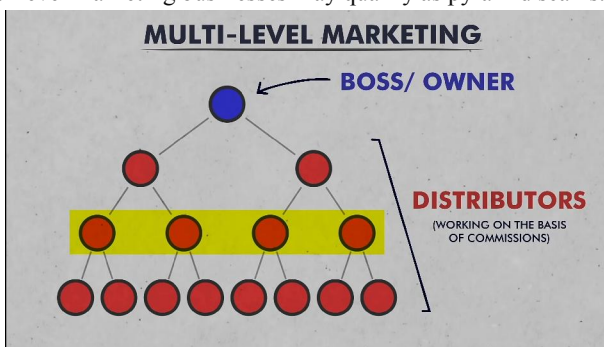 MULTI-LEVEL MARKETING
BOSS/ OWNER
DISTRIBUTORS
(WORKING ON THE BASIS
OF COMMISSIONS)